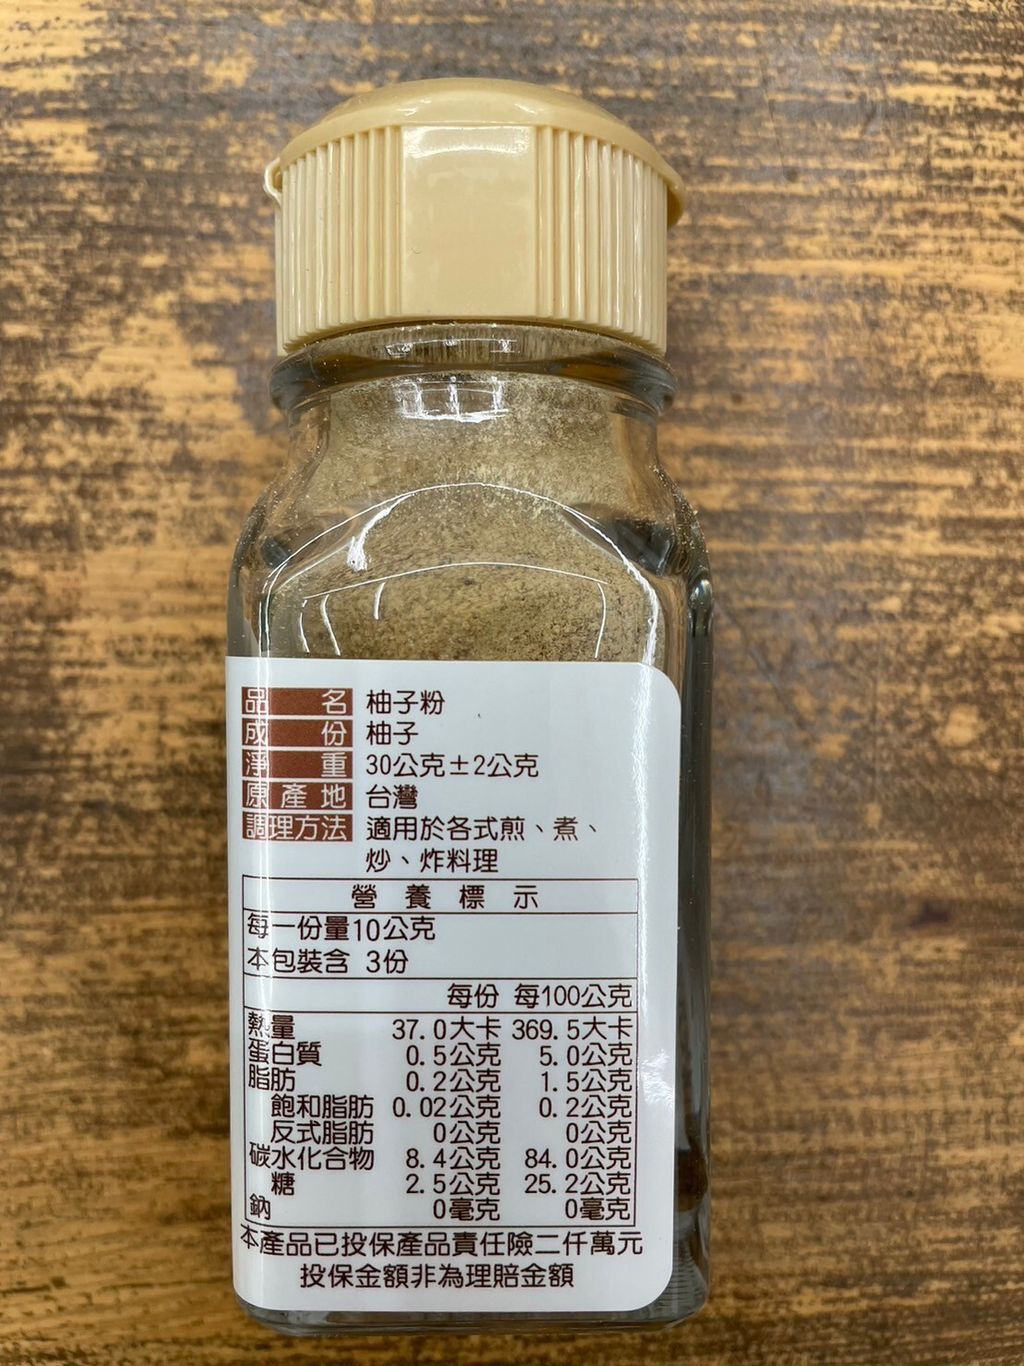 品名 柚子粉
成份 柚子
淨重 30公克±2公克
原產地 台灣
調理方法 適用於各式煎、煮、
炒、炸料理
營養標示
每一份量10公克
本包裝含 3份
每份 每100公克
熱量 37.0大卡 369.5大卡
蛋白質 0.5公克 5.0公克
脂肪 0.2公克 1.5公克
飽和脂肪 0.02公克 0.2公克
反式脂肪 0公克 0公克
碳水化合物 8.4公克 84.0公克
糖 2.5公克 25.2公克
鈉 0毫克 0毫克
本產品已投保產品責任險二仟萬元
投保金額非為理賠金額